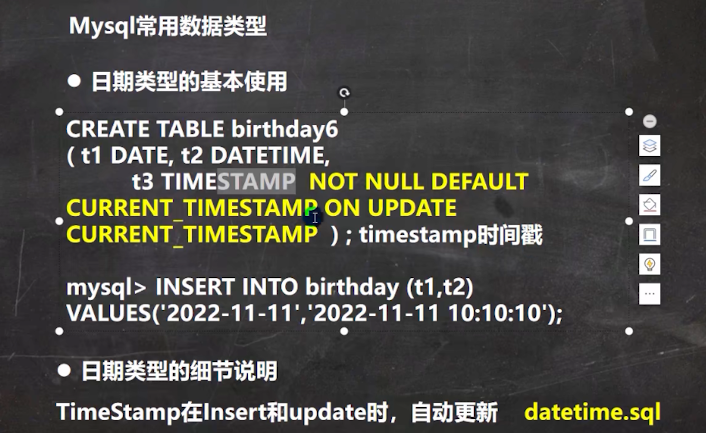 Mysql常用数据类型
● 日期类型的基本使用
CREATE TABLE birthday6
( t1 DATE, t2 DATETIME,
t3 TIMESTAMP NOT NULL DEFAULT
CURRENT_TIMESTAMP ON UPDATE
CURRENT_TIMESTAMP ) ; timestamp时间戳
mysql> INSERT INTO birthday (t1,t2)
VALUES('2022-11-11','2022-11-11 10:10:10');
● 日期类型的细节说明
TimeStamp在Insert和update时，自动更新 datetime.sql